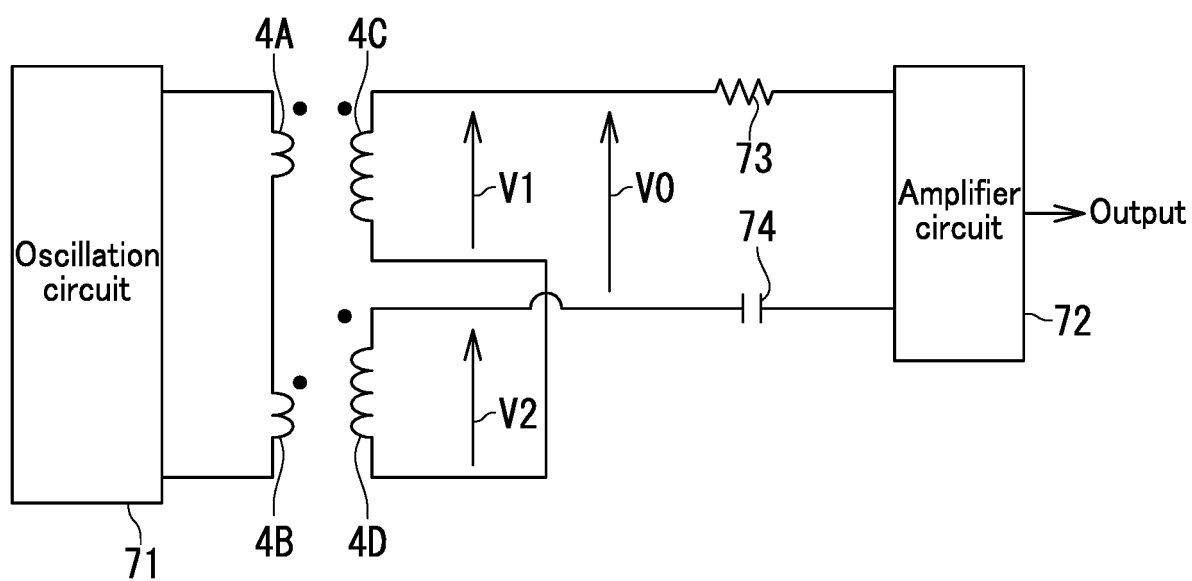 4A
4C
Oscillation
circuit
71
V1
V0
73
74
Amplifier
circuit
Output
72
V2
4B
4D